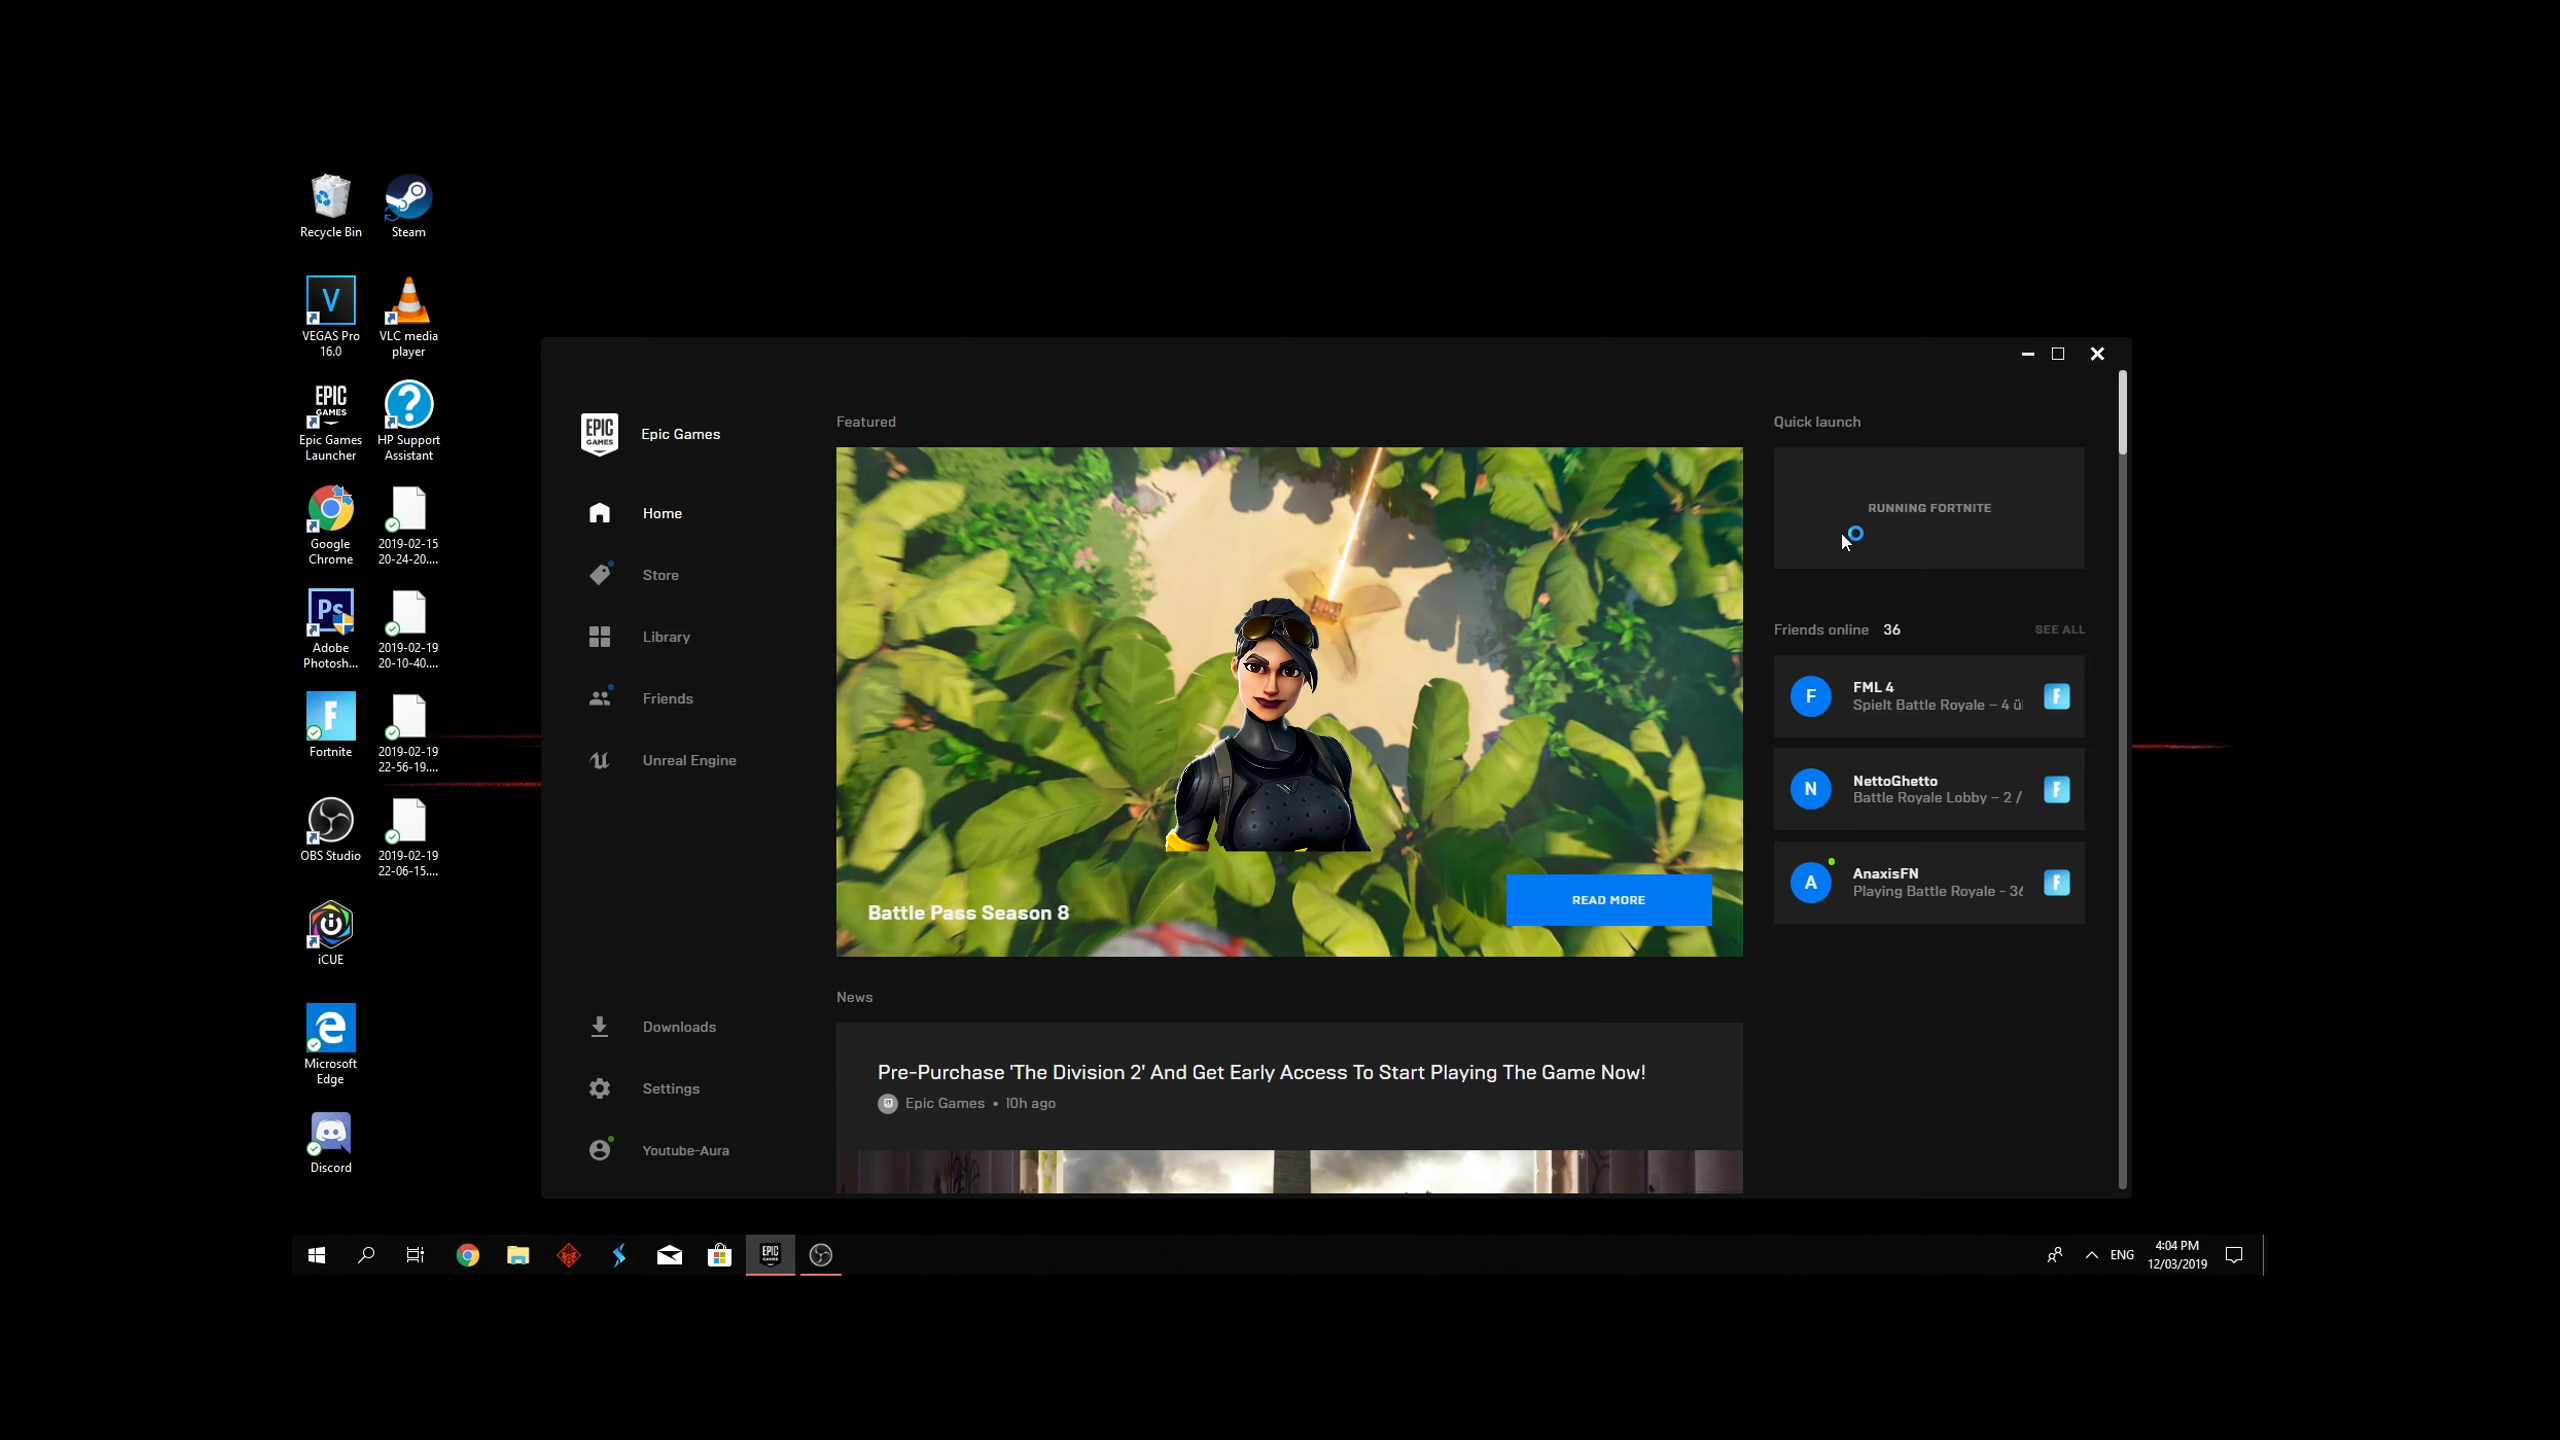 Recycle Bin
Steam
VEGAS Pro
16.0
VLC media
player
EPIC
GAMES
Epic Games
Launcher
HP Support
Assistant
Google
Chrome
2019-02-15
20-24-20....
Ps
Adobe
Photosh...
2019-02-19
20-10-40....
Fortnite
2019-02-19
22-56-19....
OBS Studio
2019-02-19
22-06-15....
iCUE
Microsoft
Edge
Discord
EPIC
GAMES
Epic Games
Home
Store
Library
Friends
Unreal Engine
Downloads
Settings
Youtube-Aura
Featured
Battle Pass Season 8
READ MORE
News
Pre-Purchase 'The Division 2' And Get Early Access To Start Playing The Game Now!
Epic Games • 10h ago
Quick launch
RUNNING FORTNITE
Friends online 36
SEE ALL
F
FML 4
Spielt Battle Royale – 4 ü
F
N
NettoGhetto
Battle Royale Lobby – 2 /
F
A
AnaxisFN
Playing Battle Royale - 36
F
EPIC
GAMES
ENG
4:04 PM
12/03/2019